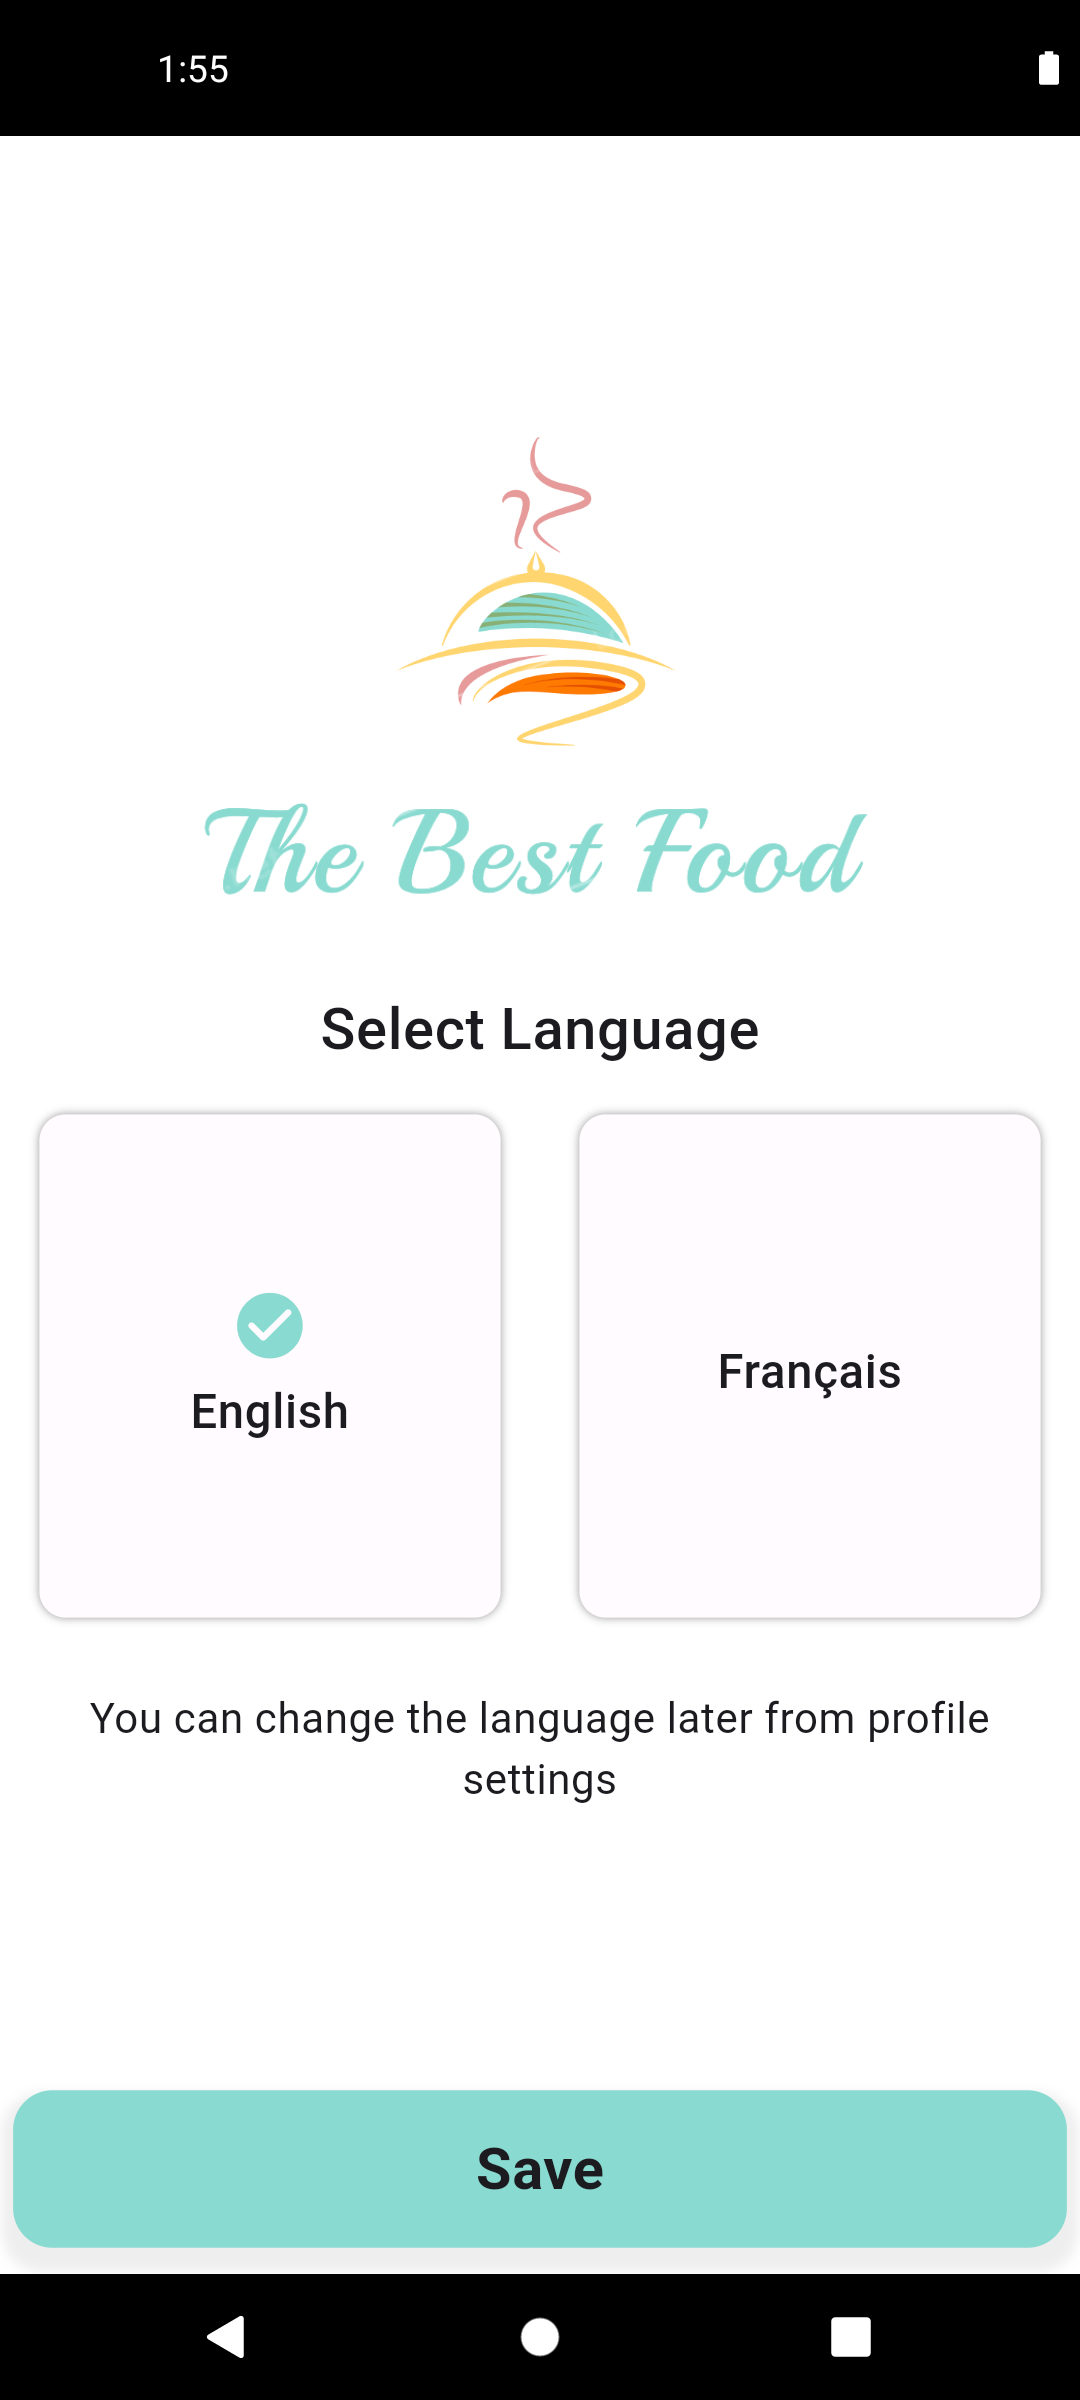 1:55
The Best Food
Select Language
English
Français
You can change the language later from profile
settings
Save